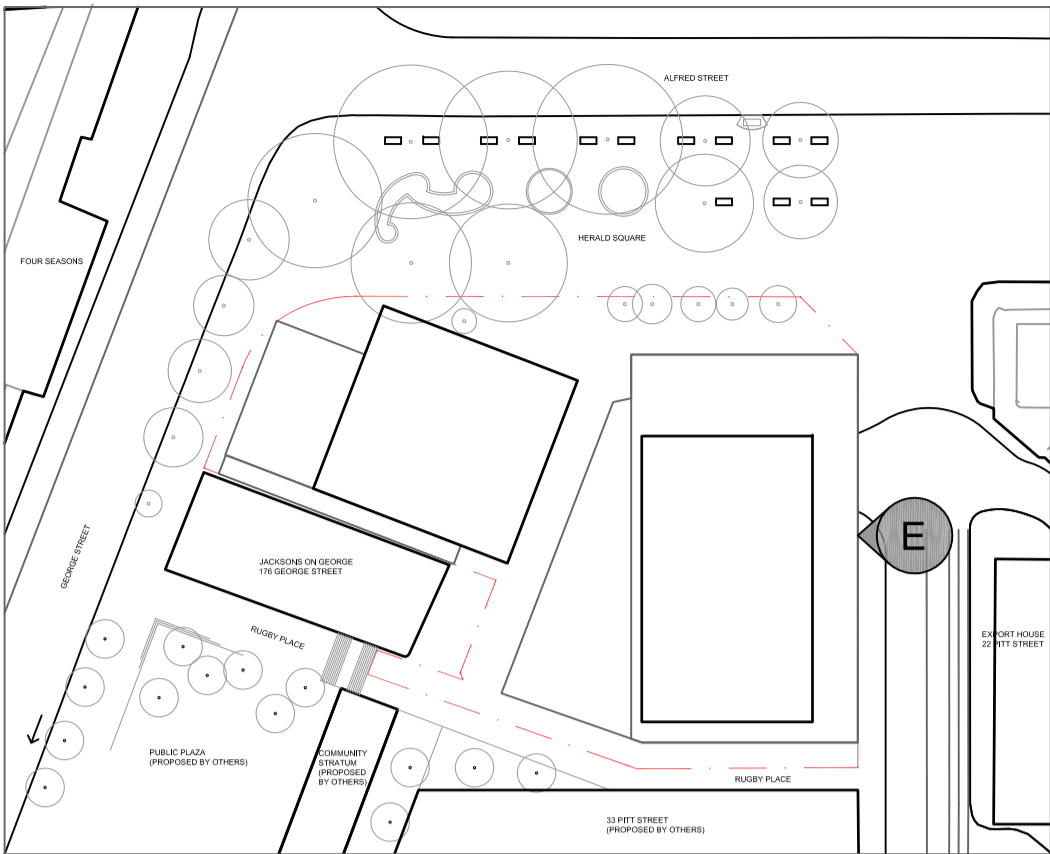 ALFRED STREET
HERALD SQUARE
FOUR SEASONS
GEORGE STREET
JACKSONS ON GEORGE
176 GEORGE STREET
E
RUGBY PLACE
EXPORT HOUSE
22 PITT STREET
PUBLIC PLAZA
(PROPOSED BY OTHERS)
COMMUNITY
STRATUM
(PROPOSED
BY OTHERS)
RUGBY PLACE
33 PITT STREET
(PROPOSED BY OTHERS)